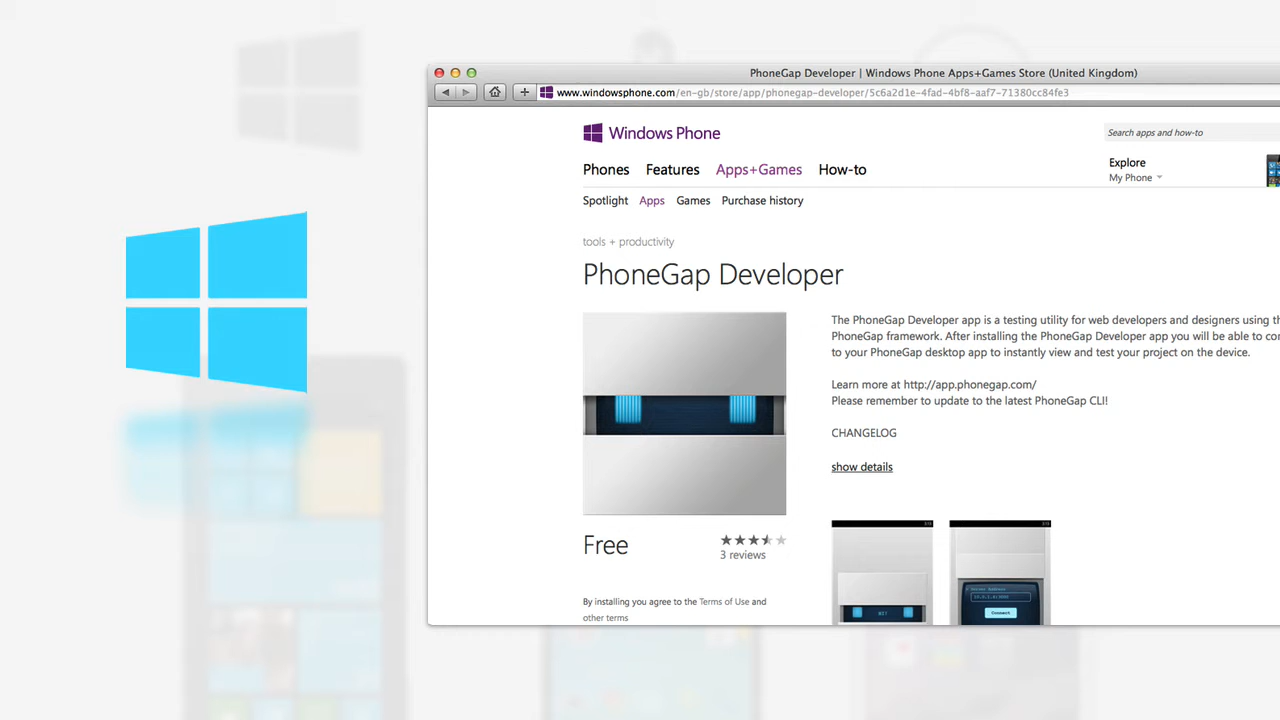 PhoneGap Developer | Windows Phone Apps+Games Store (United Kingdom)
www.windowsphone.com/en-gb/store/app/phonegap-developer/5c6a2d1e-4fad-4bf8-aaf7-71380cc84fe3
Windows Phone
Search apps and how-to
Phones Features Apps+Games How-to
Explore
My Phone
Spotlight Apps Games Purchase history
tools + productivity
PhoneGap Developer
The PhoneGap Developer app is a testing utility for web developers and designers using th
PhoneGap framework. After installing the PhoneGap Developer app you will be able to con
to your PhoneGap desktop app to instantly view and test your project on the device.
Learn more at http://app.phonegap.com/
Please remember to update to the latest PhoneGap CLI!
CHANGELOG
show details
Free
3 reviews
By installing you agree to the Terms of Use and
other terms
Server Address
Connect